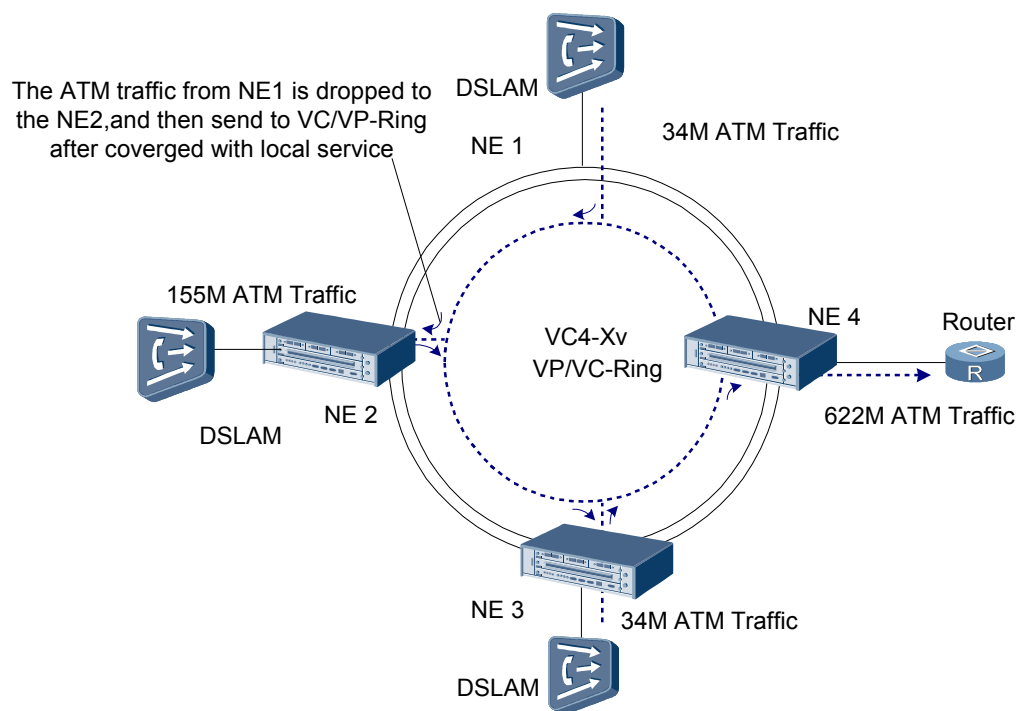 DSLAM
The ATM traffic from NE1 is dropped to
the NE2,and then send to VC/VP-Ring
after coverged with local service
34M ATM Traffic
NE 1
155M ATM Traffic
VC4-Xv
VP/VC-Ring
NE 4
Router
R
622M ATM Traffic
NE 2
DSLAM
NE 3
34M ATM Traffic
DSLAM